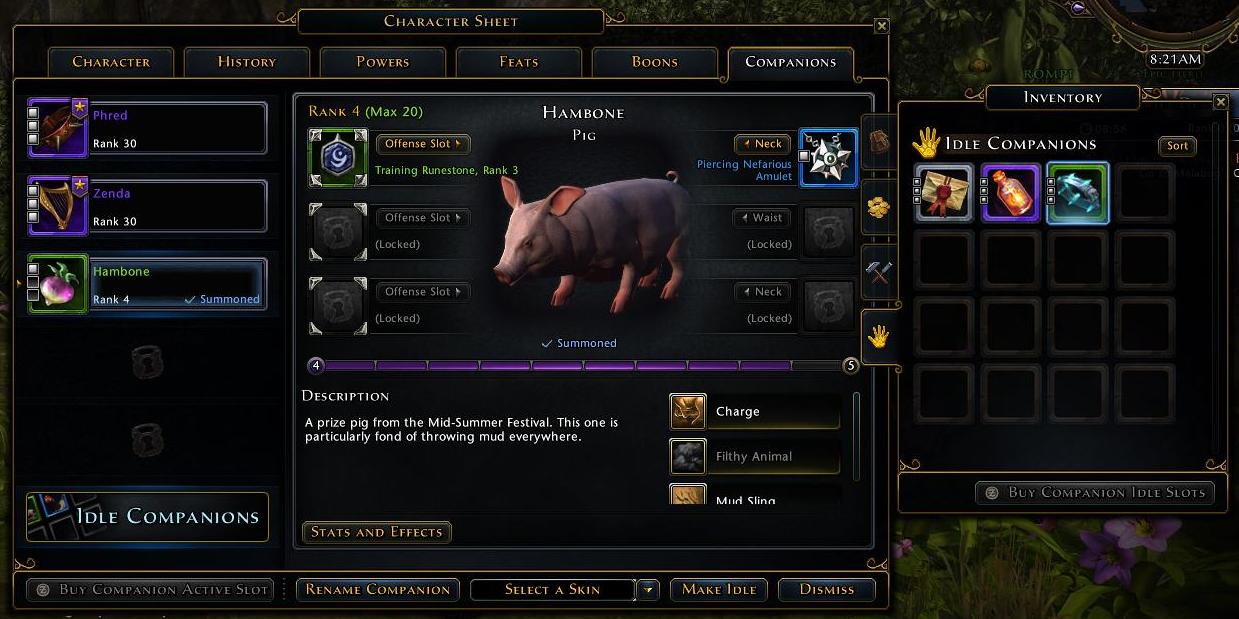 CHARACTER SHEET
CHARACTER
HISTORY
POWERS
FEATS
BOONS
COMPANIONS
Phred
Rank 30
Zenda
Rank 30
Hambone
Rank 4
Summoned
IDLE COMPANIONS
RANK 4 (MAX 20)
HAMBONE
PIG
Offense Slot
Training Runestone, Rank 3
Offense Slot
(Locked)
Offense Slot
(Locked)
Neck
Piercing Nefarious
Amulet
Waist
(Locked)
Neck
(Locked)
Summoned
4
5
DESCRIPTION
A prize pig from the Mid-Summer Festival. This one is
particularly fond of throwing mud everywhere.
Charge
Filthy Animal
Mud Sling
STATS AND EFFECTS
BUY COMPANION ACTIVE SLOT
RENAME COMPANION
SELECT A SKIN
MAKE IDLE
DISMISS
8:21AM
ROMPI
INVENTORY
IDLE COMPANIONS
Sort
BUY COMPANION IDLE SLOTS